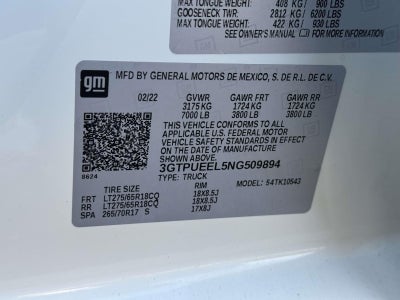 MAX TONGUE WEIGHT: 408 KG / 900 LBS
GOOSENECK TWR: 2812 KG / 6200 LBS
MAX TONGUE WEIGHT: 422 KG / 930 LBS
SEE OWNER'S MANUAL FOR MORE INFORMATION
gm
MFD BY GENERAL MOTORS DE MEXICO, S. DE R.L. DE C.V.
02/22 GVWR GAWR FRT GAWR RR
3175 KG 1724 KG 1724 KG
7000 LB 3800 LB 3800 LB
THIS VEHICLE CONFORMS TO ALL APPLICABLE
U.S. FEDERAL MOTOR VEHICLE SAFETY
STANDARDS IN EFFECT ON THE DATE OF
MANUFACTURE SHOWN ABOVE.
3GTPUEEL5NG509894
8624 TYPE: TRUCK
TIRE SIZE RIM 54TK10543
FRT LT275/65R18CQ 18X8.5J
RR LT275/65R18CQ 18X8.5J
SPA 265/70R17 S 17X8J